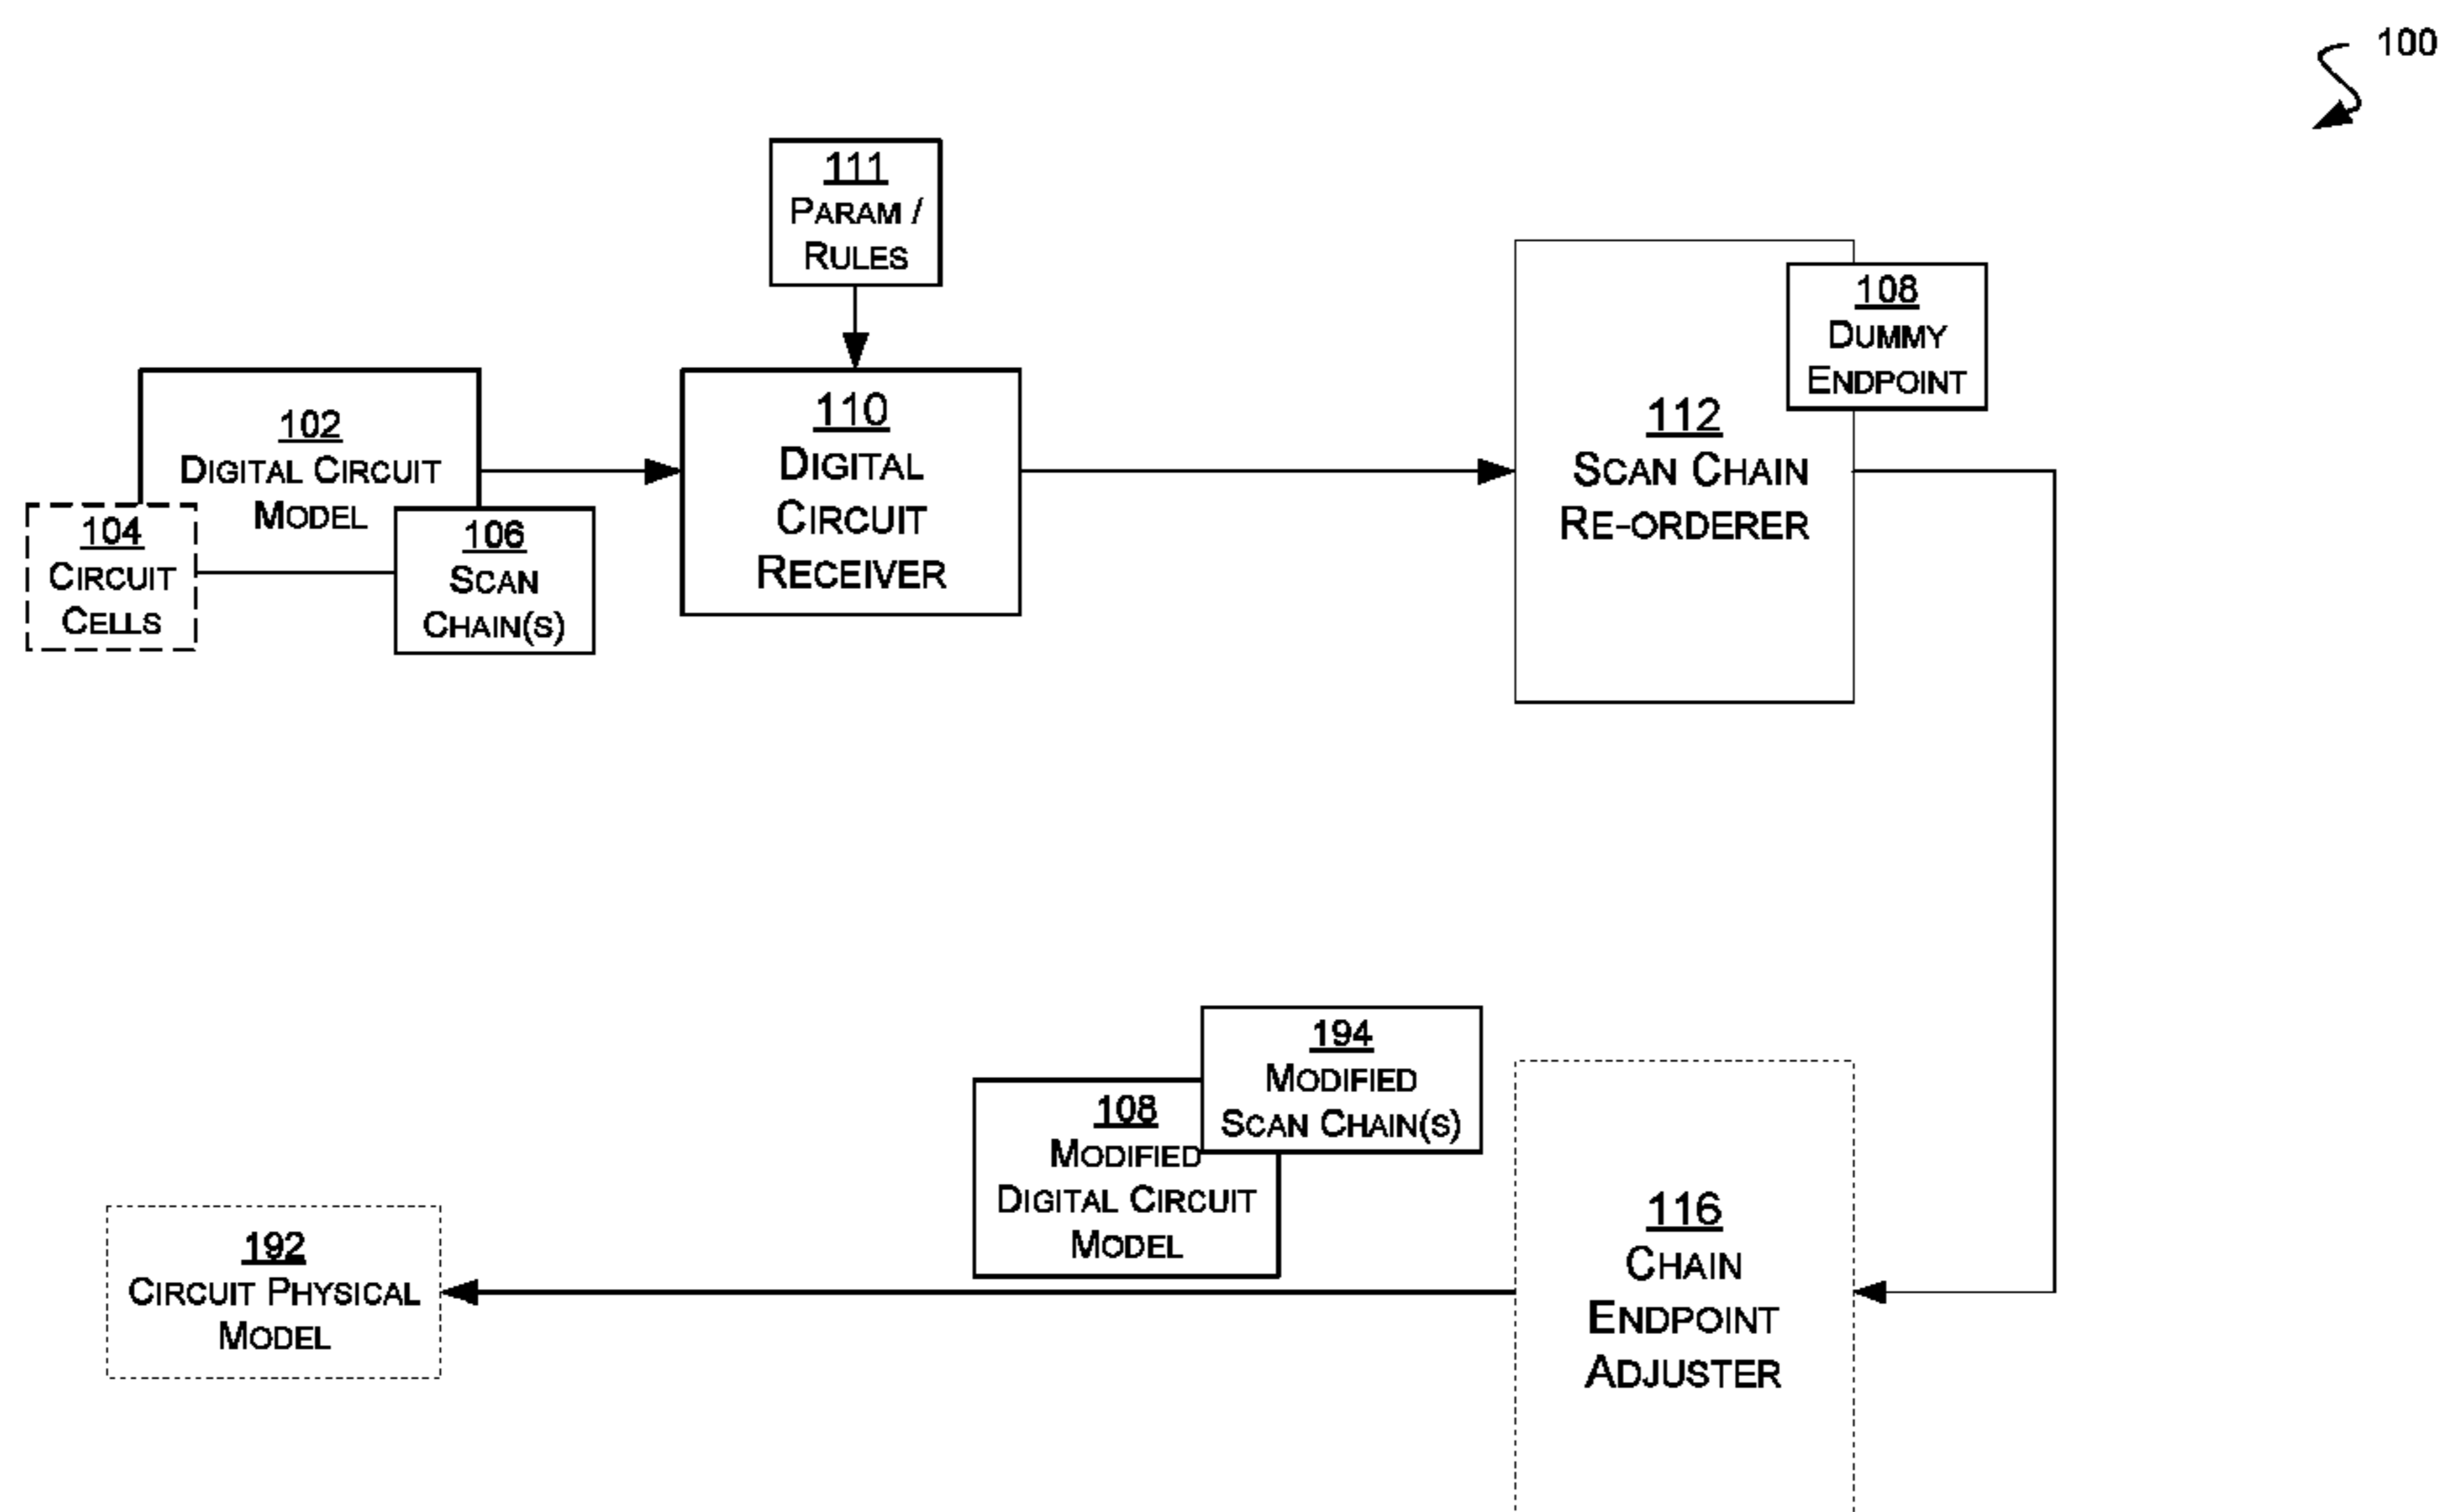 100
111
PARAM /
RULES
108
DUMMY
ENDPOINT
102
DIGITAL CIRCUIT
MODEL
104
CIRCUIT
CELLS
106
SCAN
CHAIN(S)
110
DIGITAL
CIRCUIT
RECEIVER
112
SCAN CHAIN
RE-ORDERER
194
MODIFIED
SCAN CHAIN(S)
108
MODIFIED
DIGITAL CIRCUIT
MODEL
116
CHAIN
ENDPOINT
ADJUSTER
192
CIRCUIT PHYSICAL
MODEL